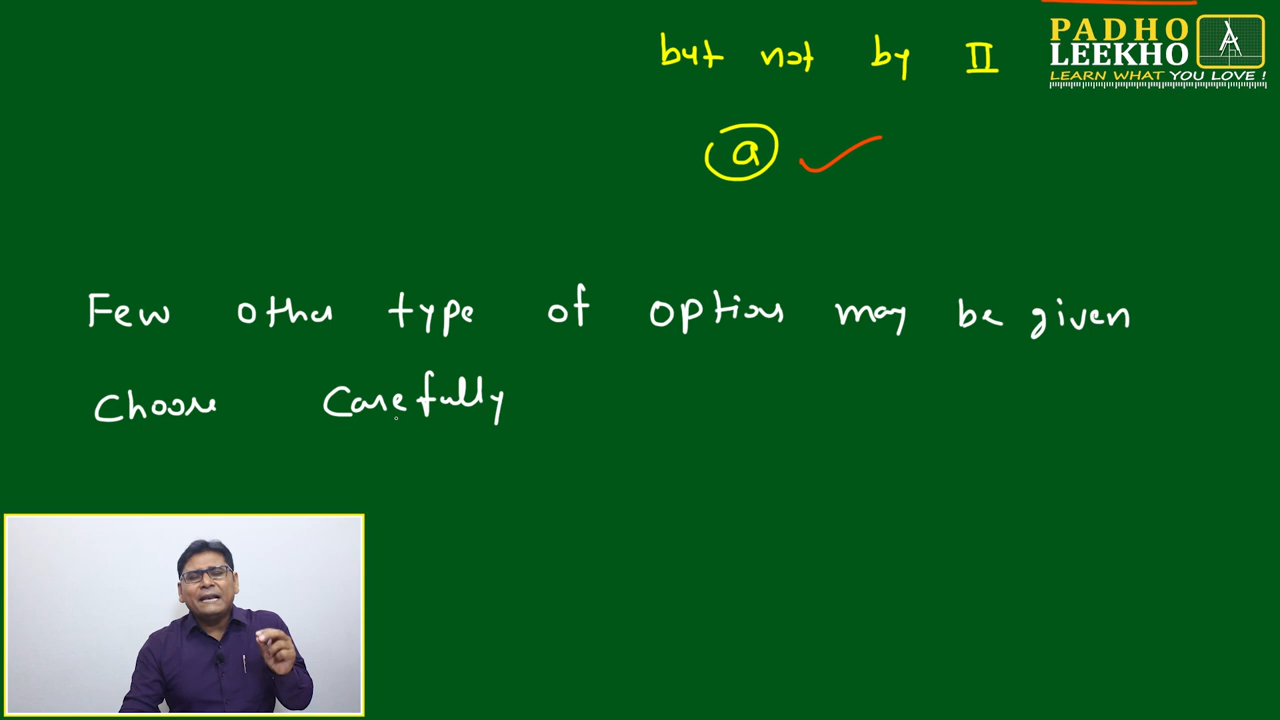 but not by II
PADHO
LEEKHO
LEARN WHAT YOU LOVE !
a
Few other type of options may be given
Choose Carefully